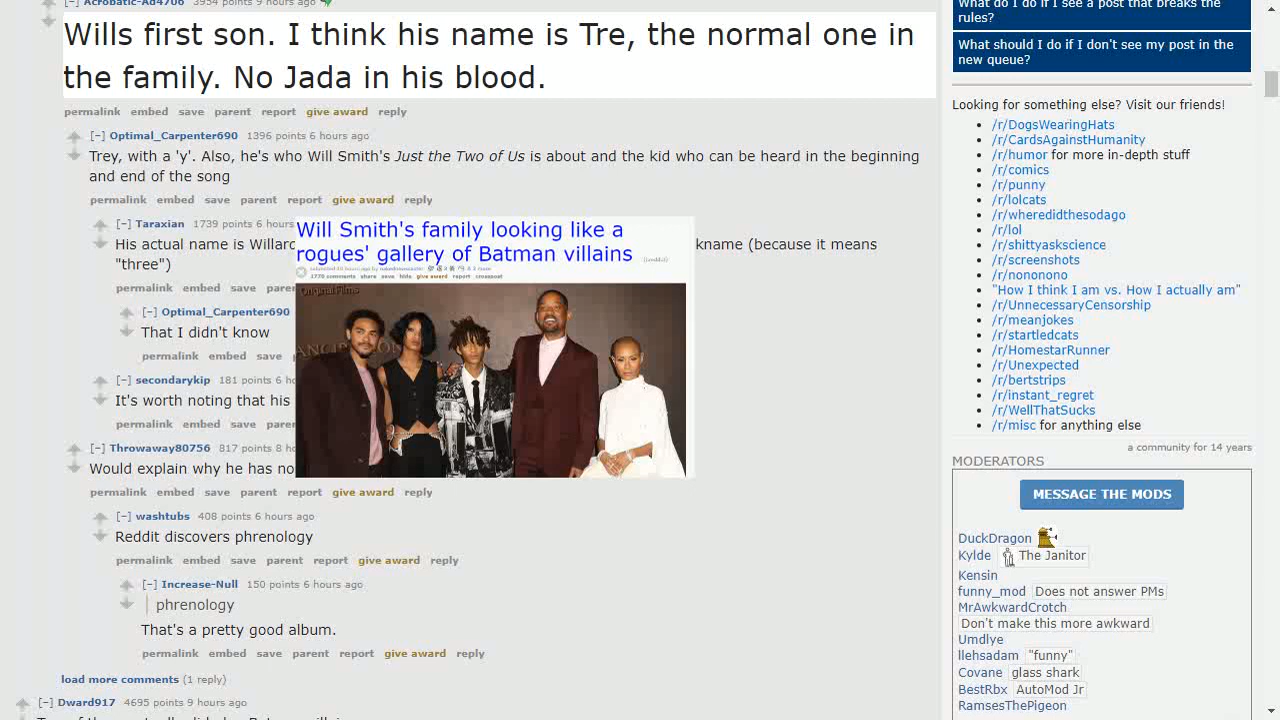 [–] Acrobatic-Ad4706 3954 points 9 hours ago
Wills first son. I think his name is Tre, the normal one in
the family. No Jada in his blood.
permalink embed save parent report give award reply
[–] Optimal_Carpenter690 1396 points 6 hours ago
Trey, with a 'y'. Also, he's who Will Smith's Just the Two of Us is about and the kid who can be heard in the beginning
and end of the song
permalink embed save parent report give award reply
[–] Taraxian 1739 points 6 hours
His actual name is Willard
kname (because it means
"three")
permalink embed save paren
[–] Optimal_Carpenter690
That I didn't know
permalink embed save
[–] secondarykip 181 points 6 h
It's worth noting that his
permalink embed save paren
[–] Throwaway80756 817 points 8 ho
Would explain why he has no
permalink embed save parent report give award reply
[–] washtubs 408 points 6 hours ago
Reddit discovers phrenology
permalink embed save parent report give award reply
[–] Increase-Null 150 points 6 hours ago
phrenology
That's a pretty good album.
permalink embed save parent report give award reply
load more comments (1 reply)
[–] Dward917 4695 points 9 hours ago
Will Smith's family looking like a
rogues' gallery of Batman villains
share save hide give award report crosspost
Original Films
What do I do if I see a post that breaks the
rules?
What should I do if I don't see my post in the
new queue?
Looking for something else? Visit our friends!
/r/DogsWearingHats
/r/CardsAgainstHumanity
/r/humor for more in-depth stuff
/r/comics
/r/punny
/r/lolcats
/r/wheredidthesodago
/r/lol
/r/shittyaskscience
/r/screenshots
/r/nononono
"How I think I am vs. How I actually am"
/r/UnnecessaryCensorship
/r/meanjokes
/r/startledcats
/r/HomestarRunner
/r/Unexpected
/r/bertstrips
/r/instant_regret
/r/WellThatSucks
/r/misc for anything else
a community for 14 years
MODERATORS
MESSAGE THE MODS
DuckDragon
Kylde The Janitor
Kensin
funny_mod Does not answer PMs
MrAwkwardCrotch
Don't make this more awkward
Umdlye
llehsadam "funny"
Covane glass shark
BestRbx AutoMod Jr
RamsesThePigeon